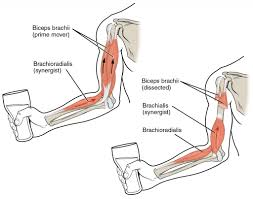 Biceps brachii
(prime mover)
Brachioradialis
(synergist)
Biceps brachii
(dissected)
Brachialis
(synergist)
Brachioradialis